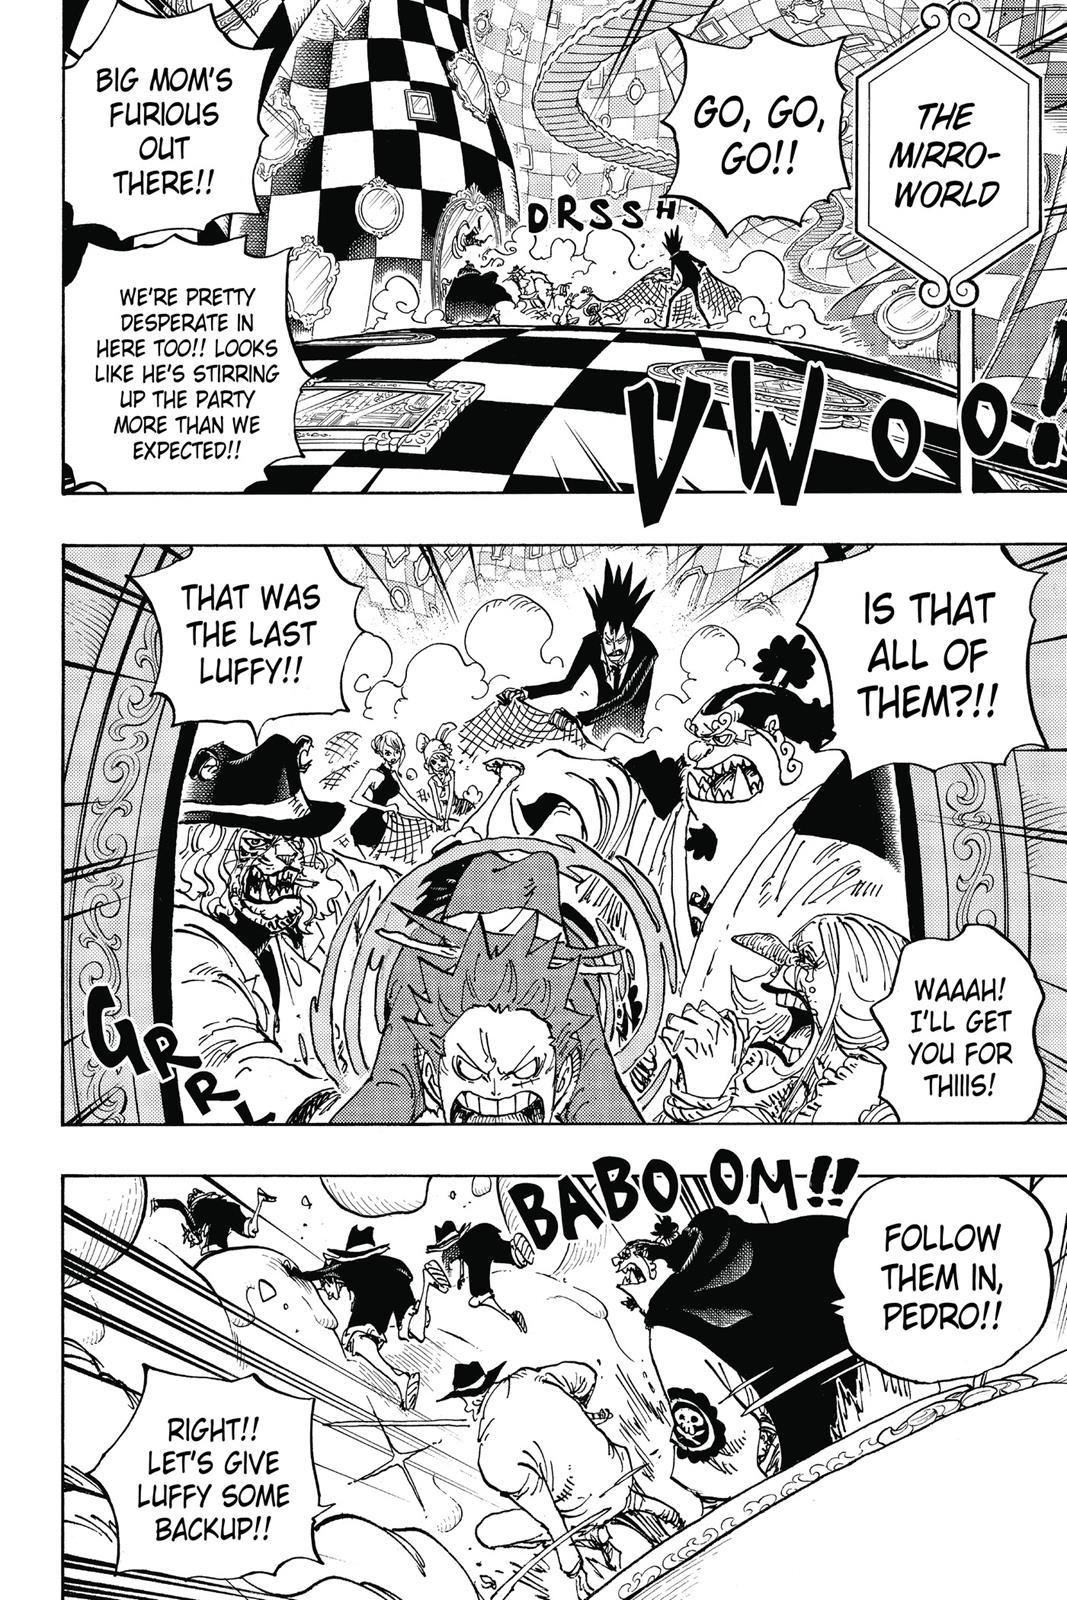 THE
MIRRO-
WORLD
GO, GO,
GO!!
BIG MOM'S
FURIOUS
OUT
THERE!!
DRSSH
WE'RE PRETTY
DESPERATE IN
HERE TOO!! LOOKS
LIKE HE'S STIRRING
UP THE PARTY
MORE THAN WE
EXPECTED!!
VWOO!
IS THAT
ALL OF
THEM?!!
THAT WAS
THE LAST
LUFFY!!
WAAAH!
I'LL GET
YOU FOR
THIIIS!
GRRL
BABOOM!!
FOLLOW
THEM IN,
PEDRO!!
RIGHT!!
LET'S GIVE
LUFFY SOME
BACKUP!!